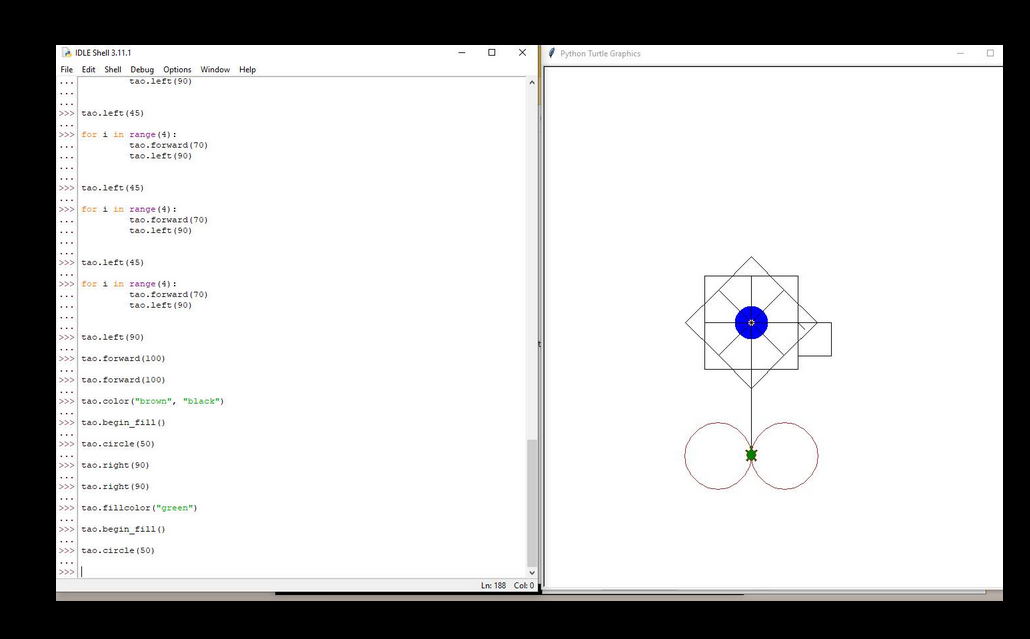 IDLE Shell 3.11.1
File Edit Shell Debug Options Window Help
... tao.left(90)
...
...
>>> tao.left(45)
...
>>> for i in range(4):
... tao.forward(70)
... tao.left(90)
...
...
>>> tao.left(45)
...
>>> for i in range(4):
... tao.forward(70)
... tao.left(90)
...
...
>>> tao.left(45)
...
>>> for i in range(4):
... tao.forward(70)
... tao.left(90)
...
...
>>> tao.left(90)
...
>>> tao.forward(100)
...
>>> tao.forward(100)
...
>>> tao.color("brown", "black")
...
>>> tao.begin_fill()
...
>>> tao.circle(50)
...
>>> tao.right(90)
...
>>> tao.right(90)
...
>>> tao.fillcolor("green")
...
>>> tao.begin_fill()
...
>>> tao.circle(50)
...
>>>
Ln: 188 Col: 0
Python Turtle Graphics